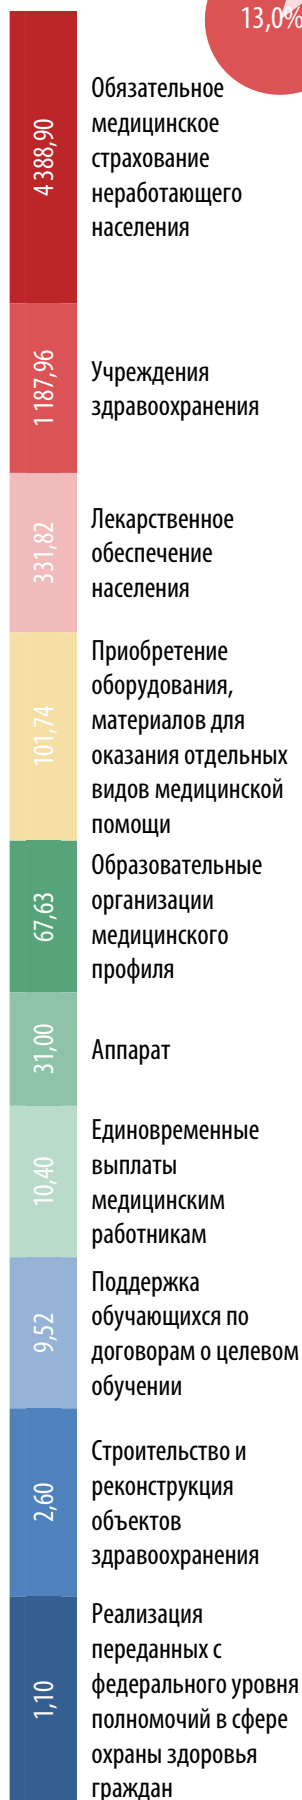 13,0%
4 388,90
Обязательное
медицинское
страхование
неработающего
населения
1 187,96
Учреждения
здравоохранения
331,82
Лекарственное
обеспечение
населения
101,74
Приобретение
оборудования,
материалов для
оказания отдельных
видов медицинской
помощи
67,63
Образовательные
организации
медицинского
профиля
31,00
Аппарат
10,40
Единовременные
выплаты
медицинским
работникам
9,52
Поддержка
обучающихся по
договорам о целевом
обучении
2,60
Строительство и
реконструкция
объектов
здравоохранения
1,10
Реализация
переданных с
федерального уровня
полномочий в сфере
охраны здоровья
граждан